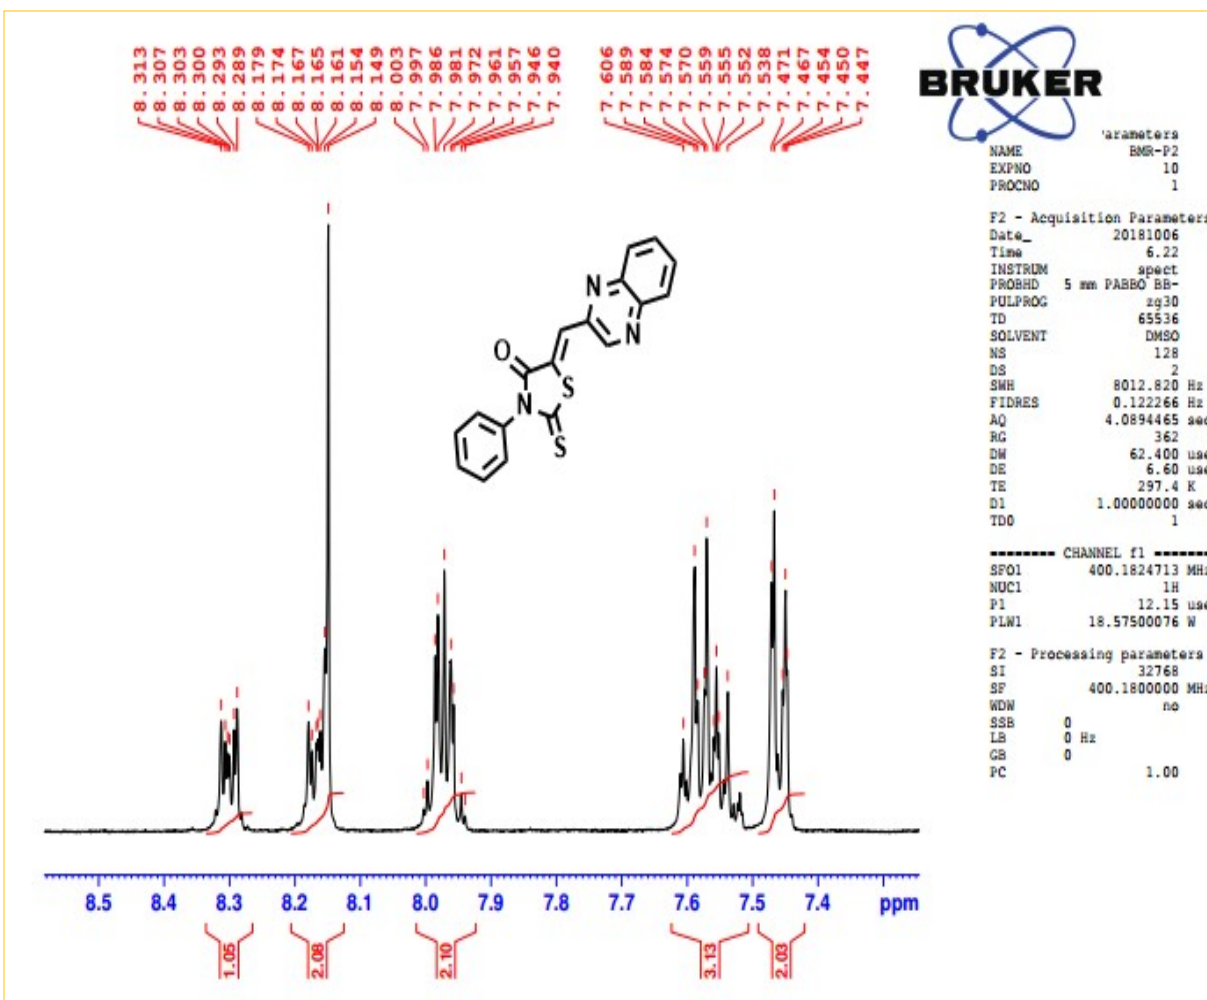 8.313
8.307
8.303
8.300
8.293
8.289
8.179
8.174
8.167
8.165
8.161
8.154
8.149
8.003
7.997
7.986
7.981
7.972
7.961
7.957
7.946
7.940
7.606
7.589
7.584
7.574
7.570
7.559
7.555
7.552
7.538
7.471
7.467
7.454
7.450
7.447
BRUKER
'arameters
NAME BMR-P2
EXPNO 10
PROCNO 1
F2 - Acquisition Parameters
Date_ 20181006
Time 6.22
INSTRUM spect
PROBHD 5 mm PABBO BB-
PULPROG zg30
TD 65536
SOLVENT DMSO
NS 128
DS 2
SWH 8012.820 Hz
FIDRES 0.122266 Hz
AQ 4.0894465 sec
RG 362
DW 62.400 use
DE 6.60 use
TE 297.4 K
D1 1.00000000 sec
TD0 1
======== CHANNEL f1 =======
SFO1 400.1824713 MHz
NUC1 1H
P1 12.15 use
PLW1 18.57500076 W
F2 - Processing parameters
SI 32768
SF 400.1800000 MHz
WDW no
SSB 0
LB 0 Hz
GB 0
PC 1.00
N
N
O
S
N
S
8.5 8.4 8.3 8.2 8.1 8.0 7.9 7.8 7.7 7.6 7.5 7.4 ppm
1.05
2.08
2.10
3.13
2.03